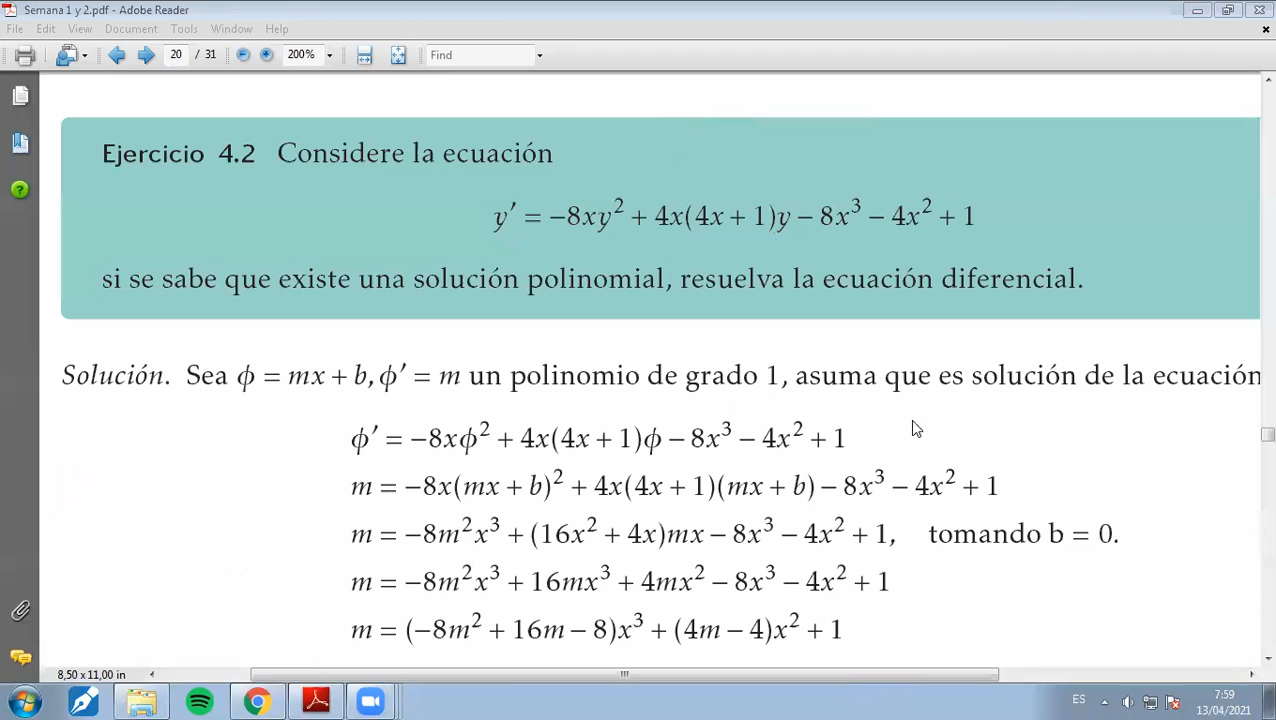 Semana 1 y 2.pdf - Adobe Reader
File Edit View Document Tools Window Help
20 / 31 200% Find
Ejercicio 4.2 Considere la ecuación
y′ = −8xy² + 4x(4x + 1)y − 8x³ − 4x² + 1
si se sabe que existe una solución polinomial, resuelva la ecuación diferencial.
Solución. Sea ϕ = mx + b, ϕ′ = m un polinomio de grado 1, asuma que es solución de la ecuación
ϕ′ = −8xϕ² + 4x(4x + 1)ϕ − 8x³ − 4x² + 1
m = −8x(mx + b)² + 4x(4x + 1)(mx + b) − 8x³ − 4x² + 1
m = −8m²x³ + (16x² + 4x)mx − 8x³ − 4x² + 1, tomando b = 0.
m = −8m²x³ + 16mx³ + 4mx² − 8x³ − 4x² + 1
m = (−8m² + 16m − 8)x³ + (4m − 4)x² + 1
8,50 x 11,00 in
ES 7:59
13/04/2021